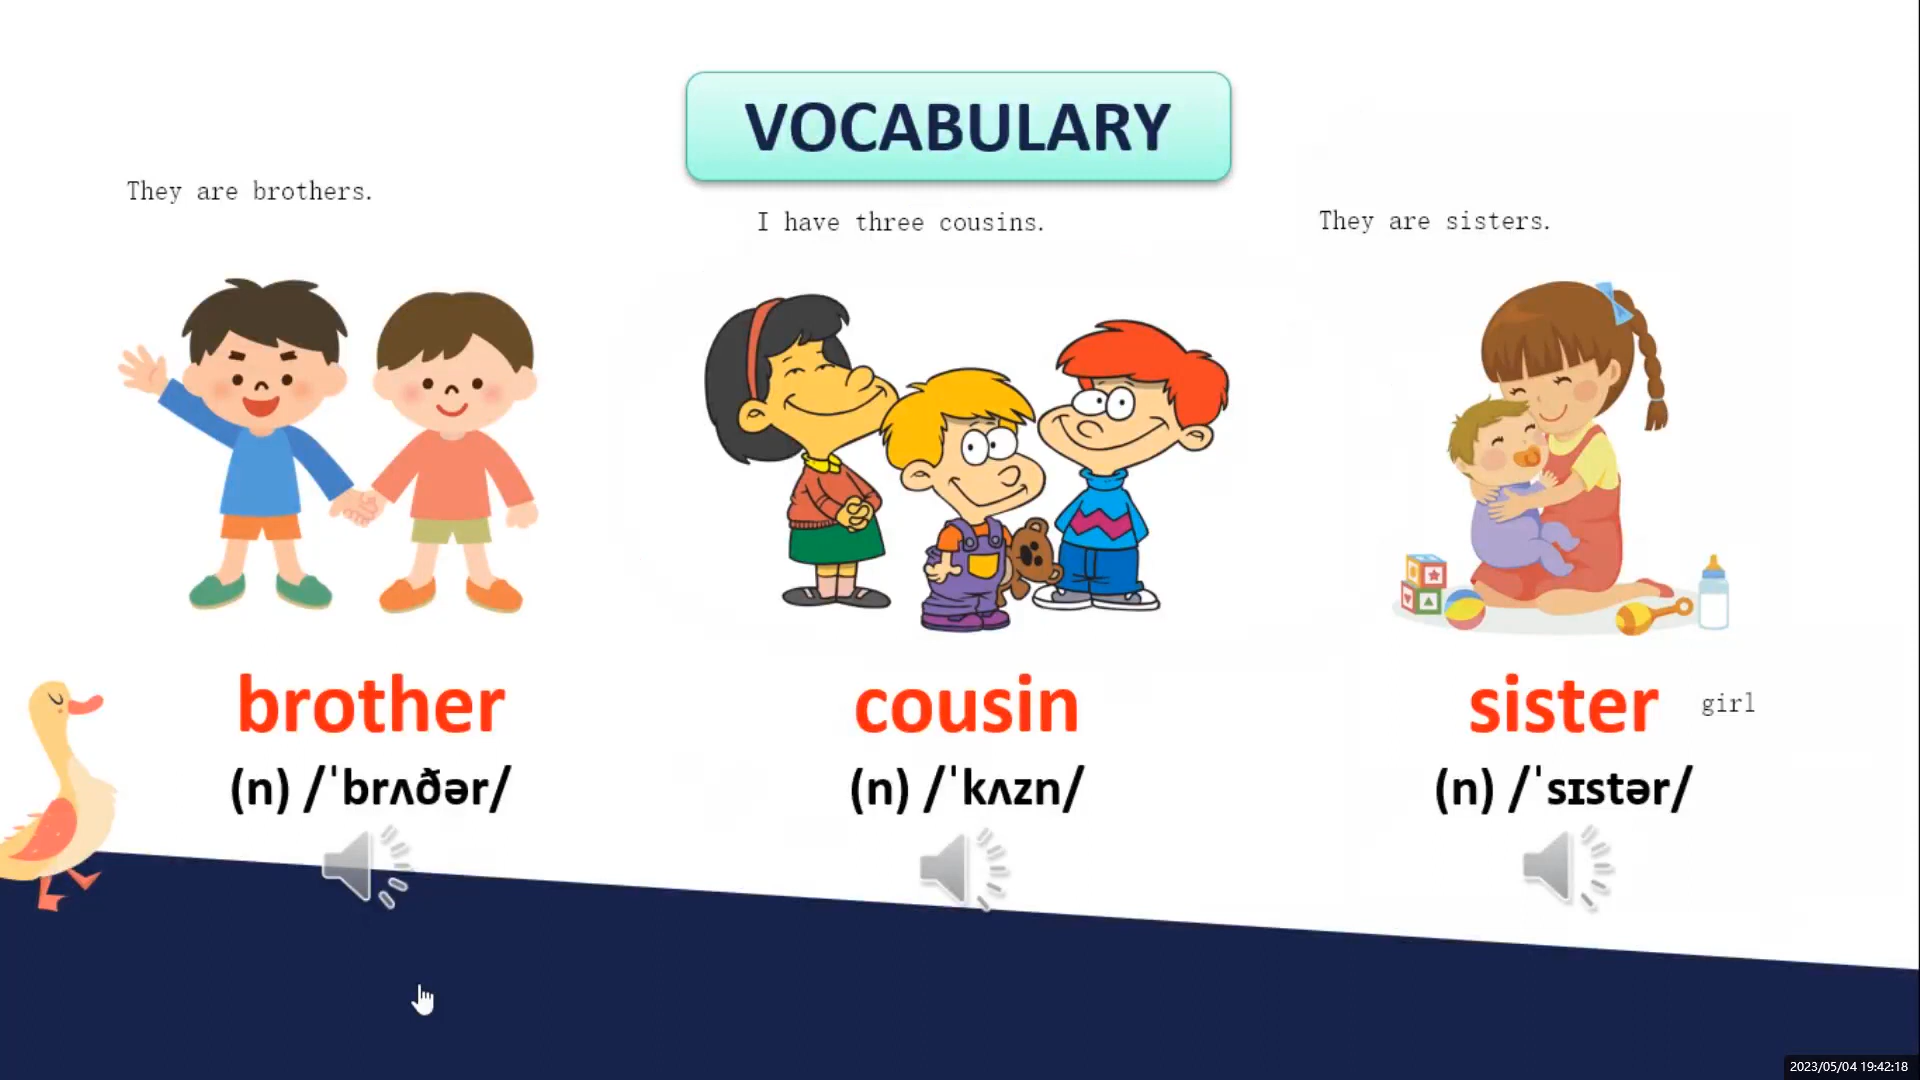 VOCABULARY
They are brothers.
I have three cousins.
They are sisters.
brother
(n) /ˈbrʌðər/
cousin
(n) /ˈkʌzn/
sister
girl
(n) /ˈsɪstər/
2023/05/04 19:42:18